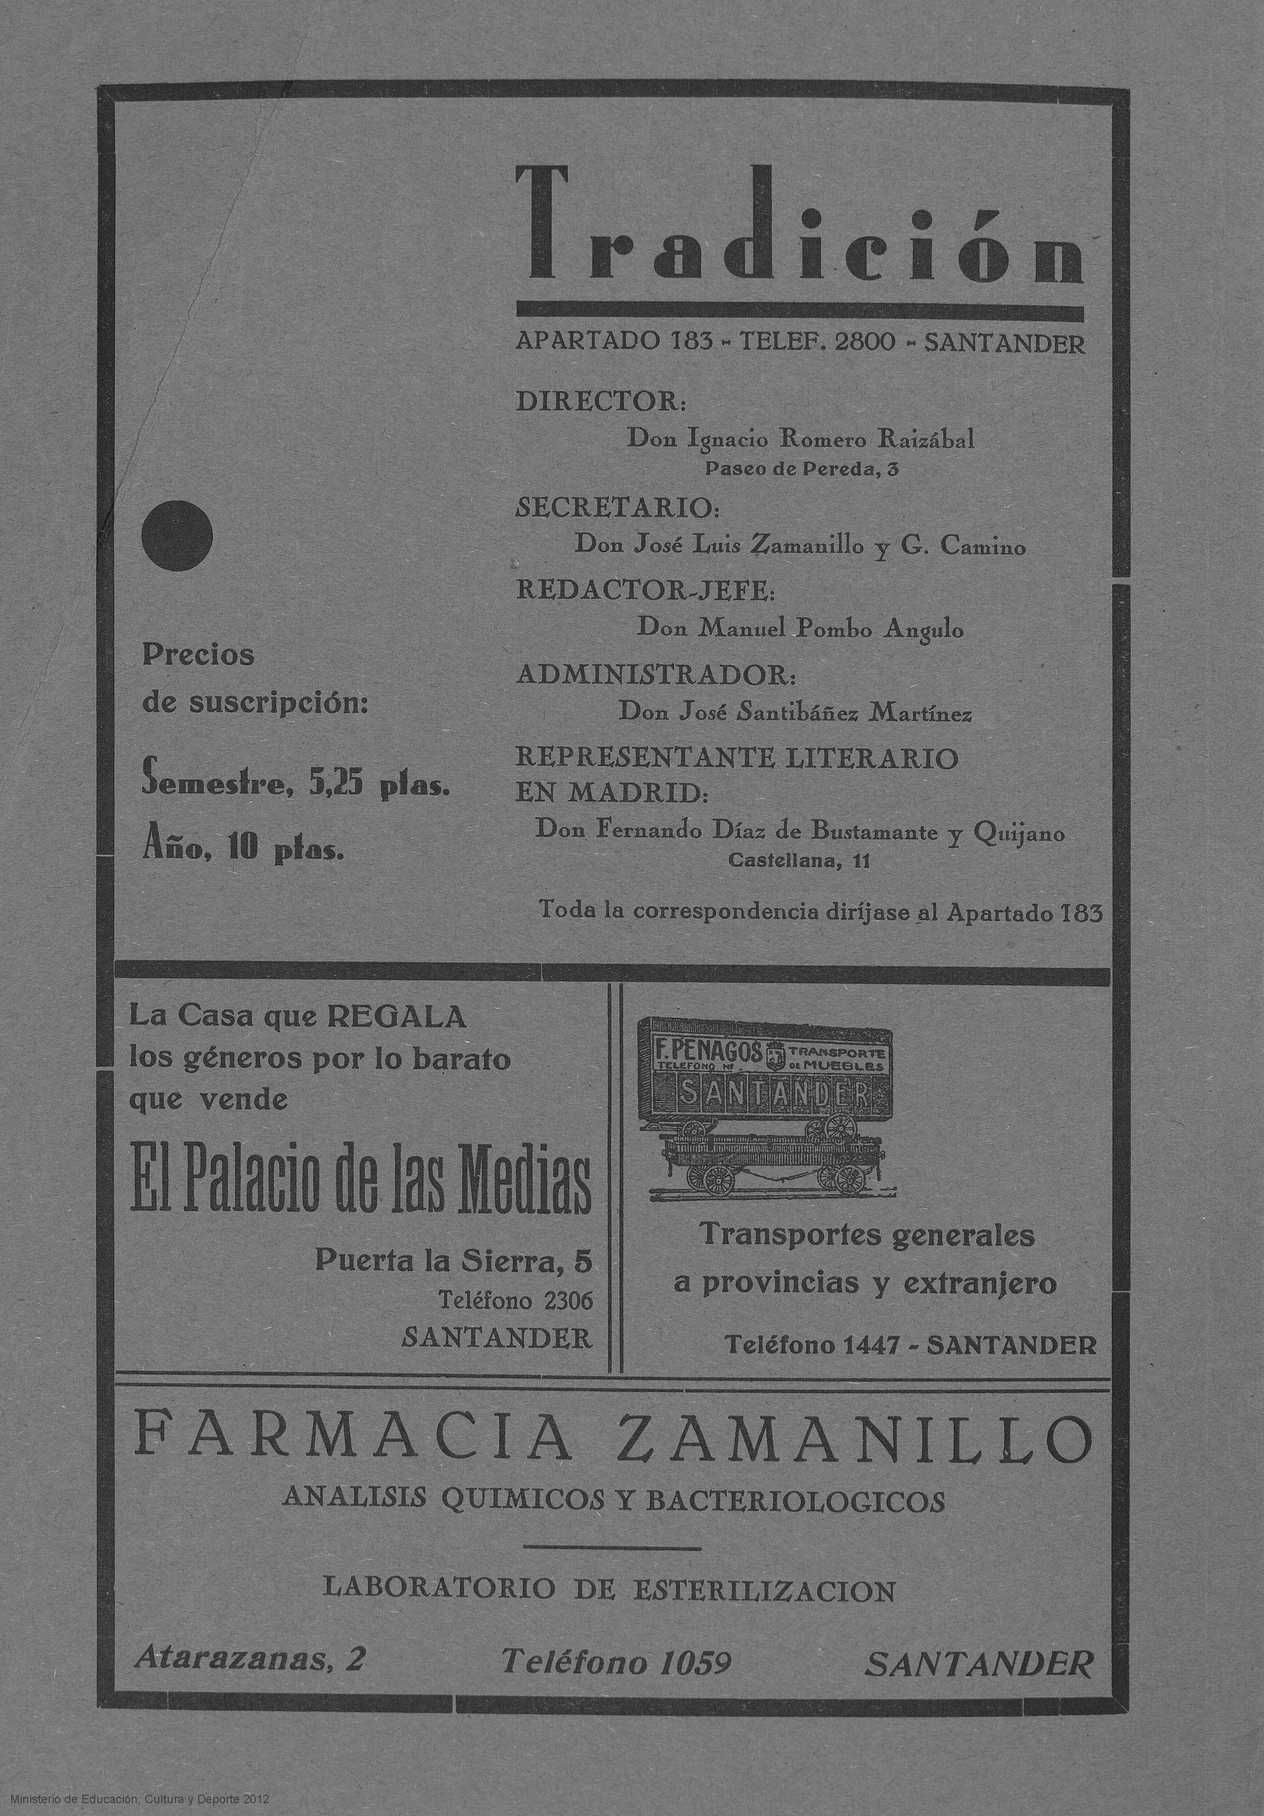 Tradición
APARTADO 183 - TELEF. 2800 - SANTANDER
DIRECTOR:
Don Ignacio Romero Raizábal
Paseo de Pereda, 3
SECRETARIO:
Don José Luis Zamanillo y G. Camino
REDACTOR-JEFE:
Don Manuel Pombo Angulo
ADMINISTRADOR:
Don José Santibáñez Martínez
REPRESENTANTE LITERARIO
EN MADRID:
Don Fernando Díaz de Bustamante y Quijano
Castellana, 11
Toda la correspondencia diríjase al Apartado 183
Precios
de suscripción:
Semestre, 5,25 ptas.
Año, 10 ptas.
La Casa que REGALA
los géneros por lo barato
que vende
El Palacio de las Medias
Puerta la Sierra, 5
Teléfono 2306
SANTANDER
F. PENAGOS TRANSPORTE
TELEFONO Nº. DE MUEBLES
SANTANDER
Transportes generales
a provincias y extranjero
Teléfono 1447 - SANTANDER
FARMACIA ZAMANILLO
ANALISIS QUIMICOS Y BACTERIOLOGICOS
LABORATORIO DE ESTERILIZACION
Atarazanas, 2 Teléfono 1059 SANTANDER
Ministerio de Educación, Cultura y Deporte 2012